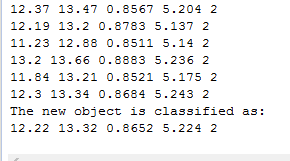 12.37 13.47 0.8567 5.204 2
12.19 13.2 0.8783 5.137 2
11.23 12.88 0.8511 5.14 2
13.2 13.66 0.8883 5.236 2
11.84 13.21 0.8521 5.175 2
12.3 13.34 0.8684 5.243 2
The new object is classified as:
12.22 13.32 0.8652 5.224 2